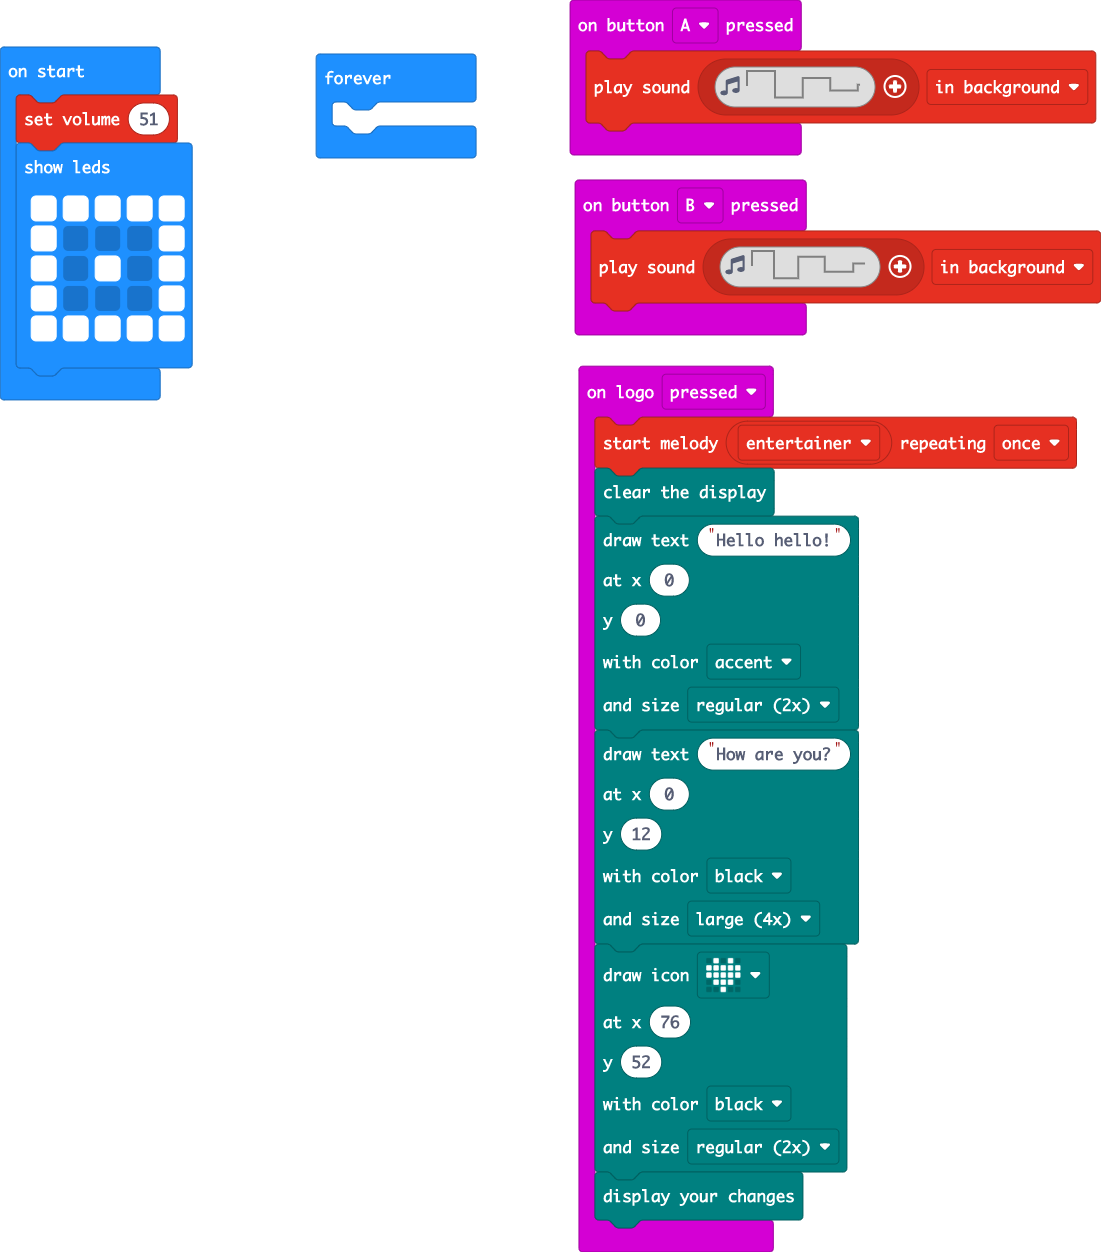 on start
set volume 51
show leds
forever
on button A pressed
play sound in background
on button B pressed
play sound in background
on logo pressed
start melody entertainer repeating once
clear the display
draw text "Hello hello!"
at x 0
y 0
with color accent
and size regular (2x)
draw text "How are you?"
at x 0
y 12
with color black
and size large (4x)
draw icon
at x 76
y 52
with color black
and size regular (2x)
display your changes